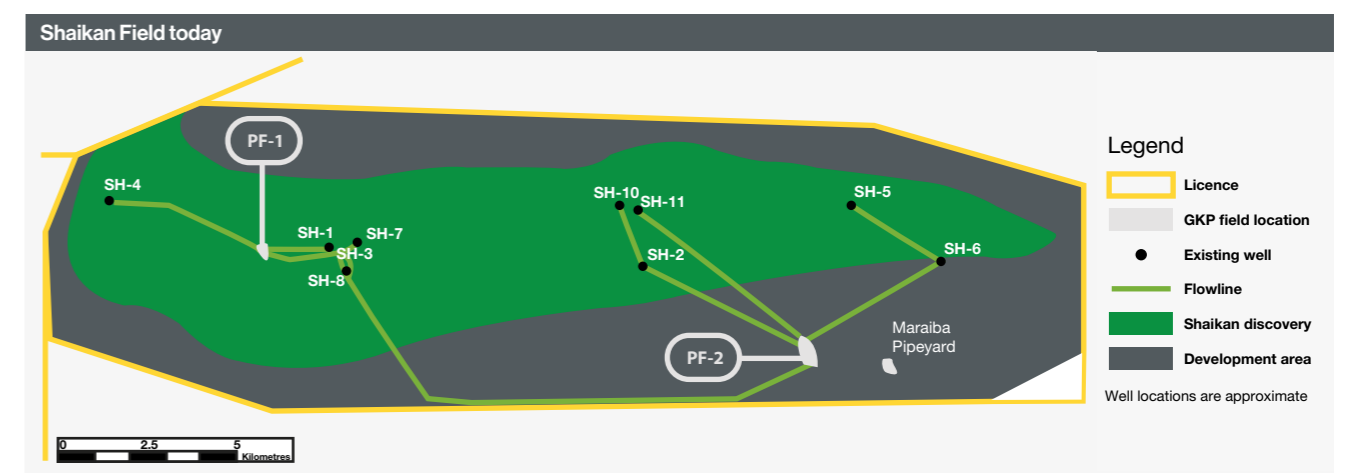 Shaikan Field today
PF-1
SH-4
SH-1
SH-7
SH-3
SH-8
SH-10
SH-11
SH-2
SH-5
SH-6
PF-2
Maraiba
Pipeyard
0 2.5 5
Kilometres
Legend
Licence
GKP field location
Existing well
Flowline
Shaikan discovery
Development area
Well locations are approximate